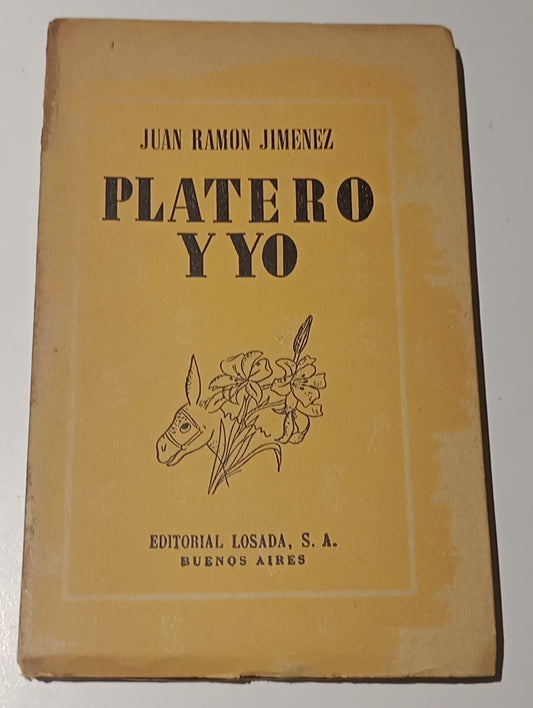 JUAN RAMON JIMENEZ
PLATERO
Y YO
EDITORIAL LOSADA, S. A.
BUENOS AIRES